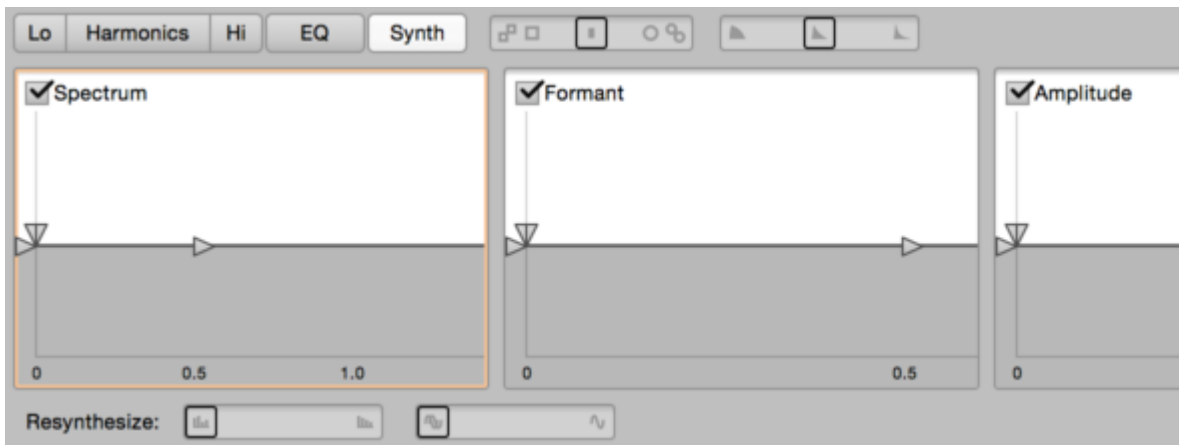 Lo Harmonics Hi EQ Synth
Spectrum Formant Amplitude
0 0.5 1.0 0 0.5 0
Resynthesize: